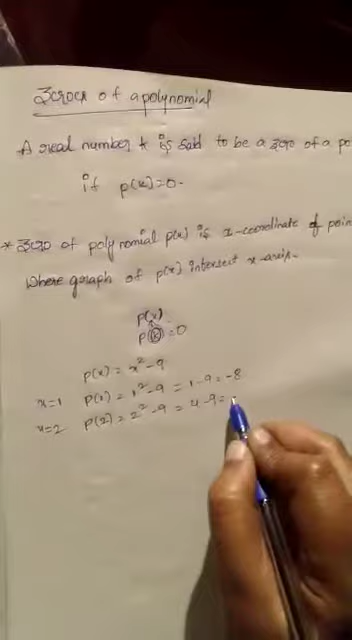 Zeroes of a polynomial
A real number k is said to be a zero of a po
if p(k)=0.
* Zero of polynomial p(x) is x-coordinate of poin
where graph of p(x) intersect x-axis.
p(x)
p(k)=0
p(x) = x²-9
x=1 p(1) = 1²-9 = 1-9 = -8
x=2 p(2) = 2²-9 = 4-9 =